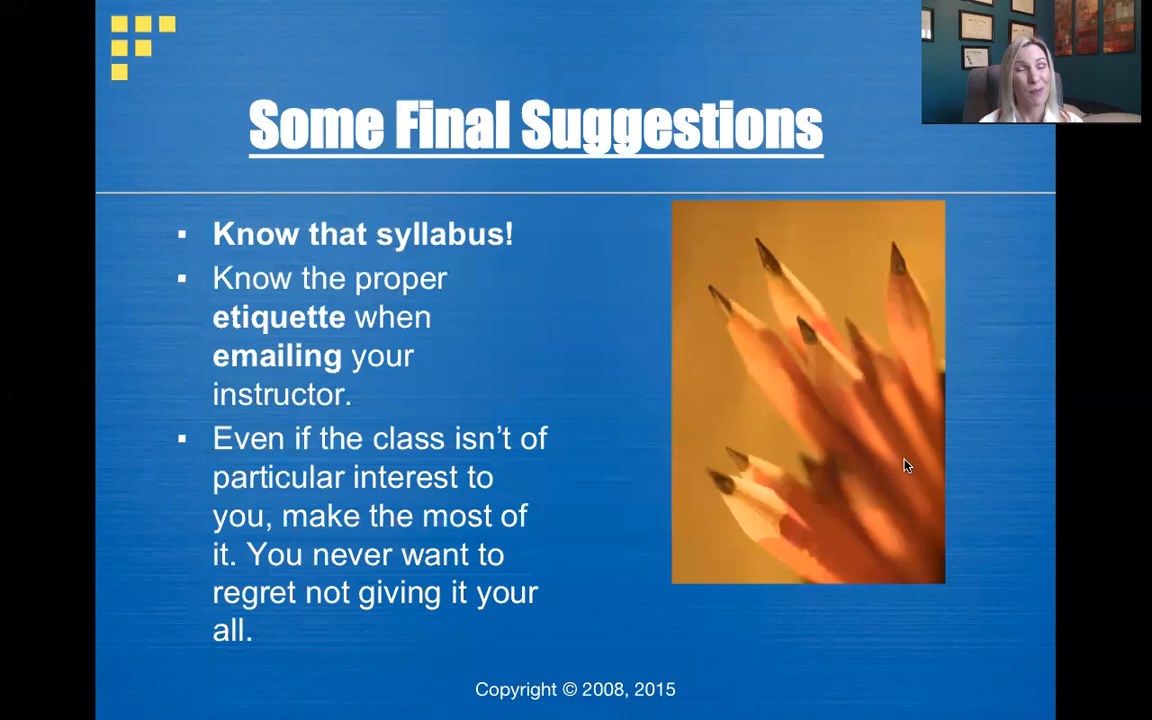 Some Final Suggestions
▪ Know that syllabus!
▪ Know the proper
etiquette when
emailing your
instructor.
▪ Even if the class isn’t of
particular interest to
you, make the most of
it. You never want to
regret not giving it your
all.
Copyright © 2008, 2015